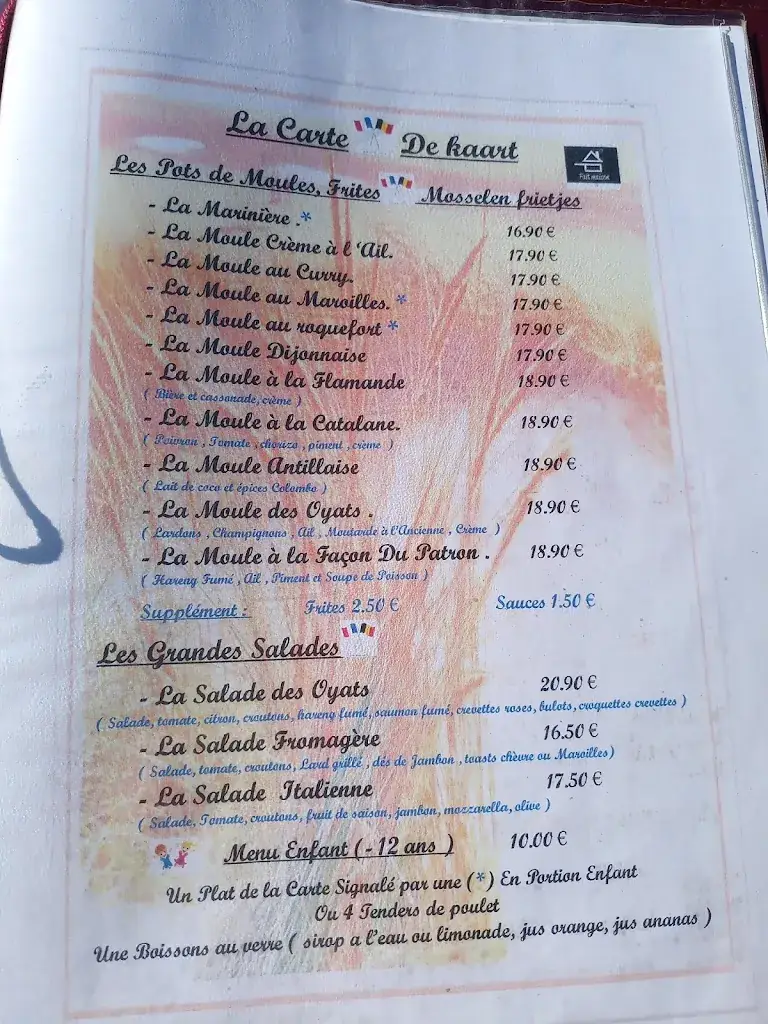 La Carte De kaart
Fait maison
Les Pots de Moules, Frites Mosselen frietjes
- La Marinière .* 16.90 €
- La Moule Crème à l 'Ail. 17.90 €
- La Moule au Curry. 17.90 €
- La Moule au Maroilles. * 17.90 €
- La Moule au roquefort * 17.90 €
- La Moule Dijonnaise 17.90 €
- La Moule à la Flamande 18.90 €
( Bière et cassonade, crème )
- La Moule à la Catalane. 18.90 €
( Poivron , Tomate , chorizo , piment , crème )
- La Moule Antillaise 18.90 €
( Lait de coco et épices Colombo )
- La Moule des Oyats . 18.90 €
( Lardons , Champignons , Ail , Moutarde à l'Ancienne , Crème )
- La Moule à la Façon Du Patron . 18.90 €
( Hareng Fumé , Ail , Piment et Soupe de Poisson )
Supplément : Frites 2.50 € Sauces 1.50 €
Les Grandes Salades
- La Salade des Oyats 20.90 €
( Salade, tomate, citron, croutons, hareng fumé, saumon fumé, crevettes roses, bulots, croquettes crevettes )
- La Salade Fromagère 16.50 €
( Salade, tomate, croutons, Lard grillé , dés de Jambon , toasts chèvre ou Maroilles)
- La Salade Italienne 17.50 €
( Salade, Tomate, croutons, fruit de saison, jambon, mozzarella, olive )
Menu Enfant ( - 12 ans ) 10.00 €
Un Plat de la Carte Signalé par une (*) En Portion Enfant
Ou 4 Tenders de poulet
Une Boissons au verre ( sirop a l'eau ou limonade, jus orange, jus ananas )